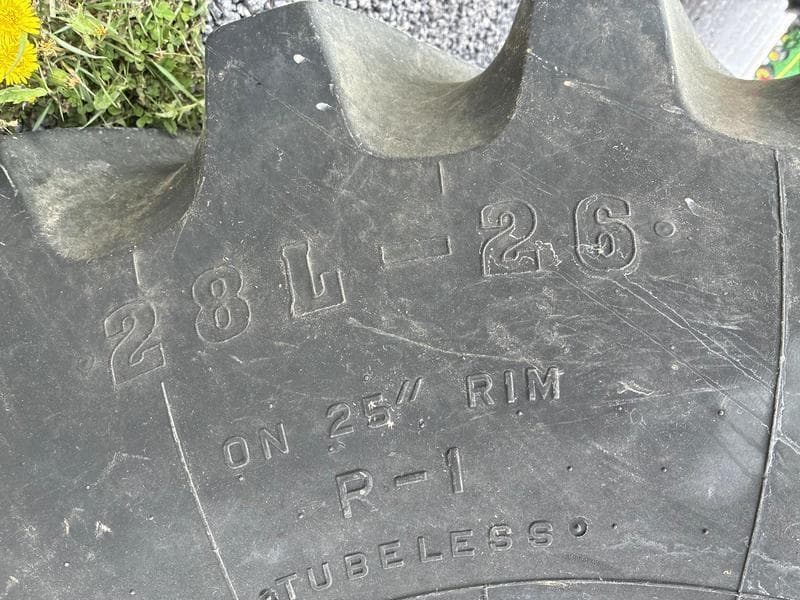 28L-26
ON 25" RIM
R-1
TUBELESS